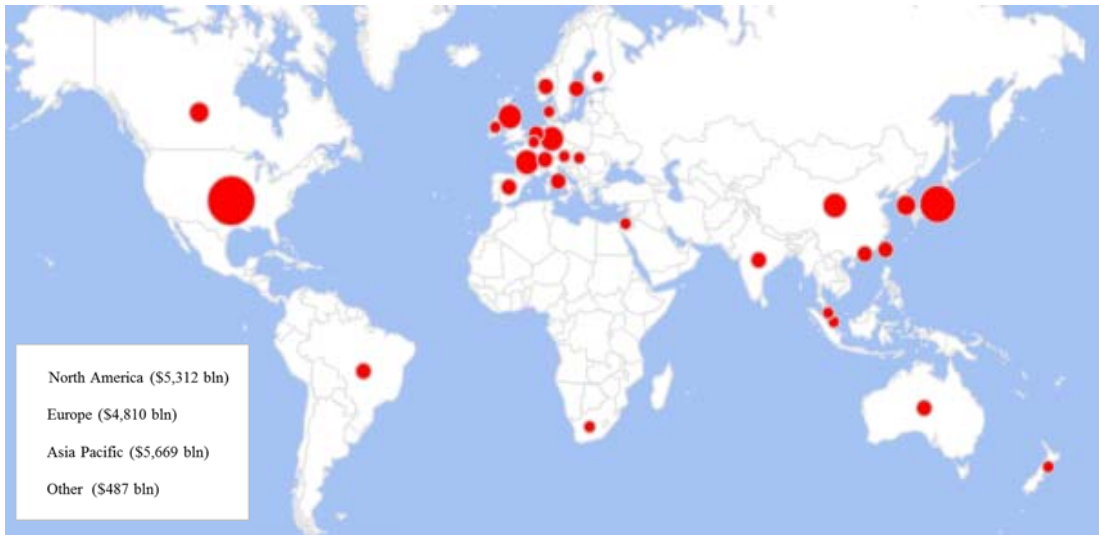 North America ($5,312 bln)
Europe ($4,810 bln)
Asia Pacific ($5,669 bln)
Other ($487 bln)